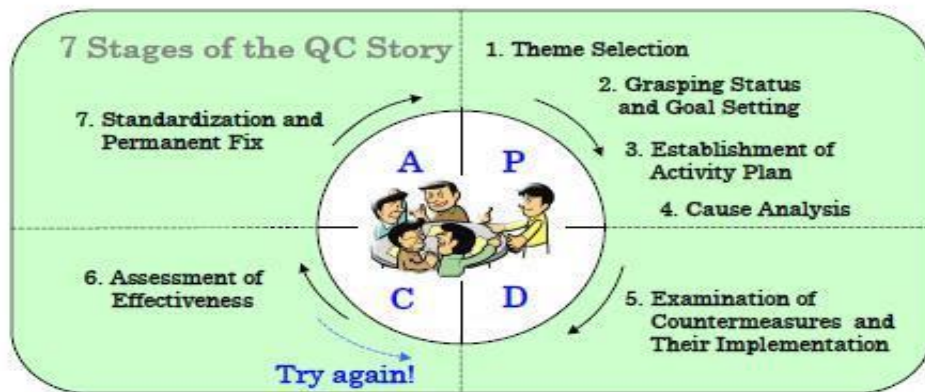 7 Stages of the QC Story
1. Theme Selection
2. Grasping Status
and Goal Setting
3. Establishment of
Activity Plan
4. Cause Analysis
5. Examination of
Countermeasures and
Their Implementation
6. Assessment of
Effectiveness
7. Standardization and
Permanent Fix
A
P
C
D
Try again!